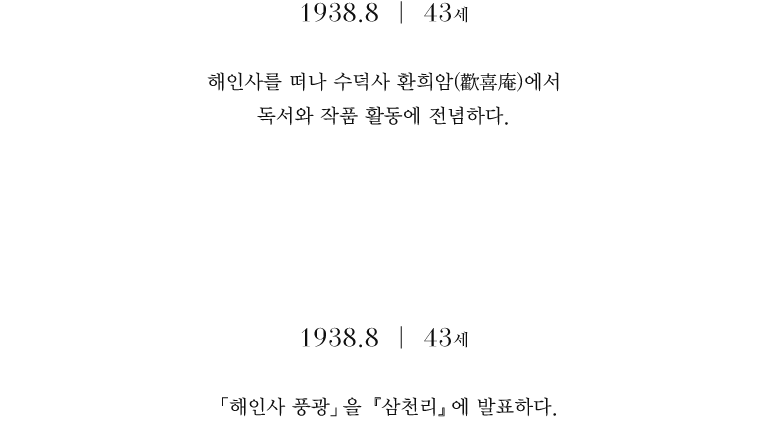 1938.8 | 43세
해인사를 떠나 수덕사 환희암(歡喜庵)에서
독서와 작품 활동에 전념하다.
1938.8 | 43세
「해인사 풍광」을 『삼천리』에 발표하다.